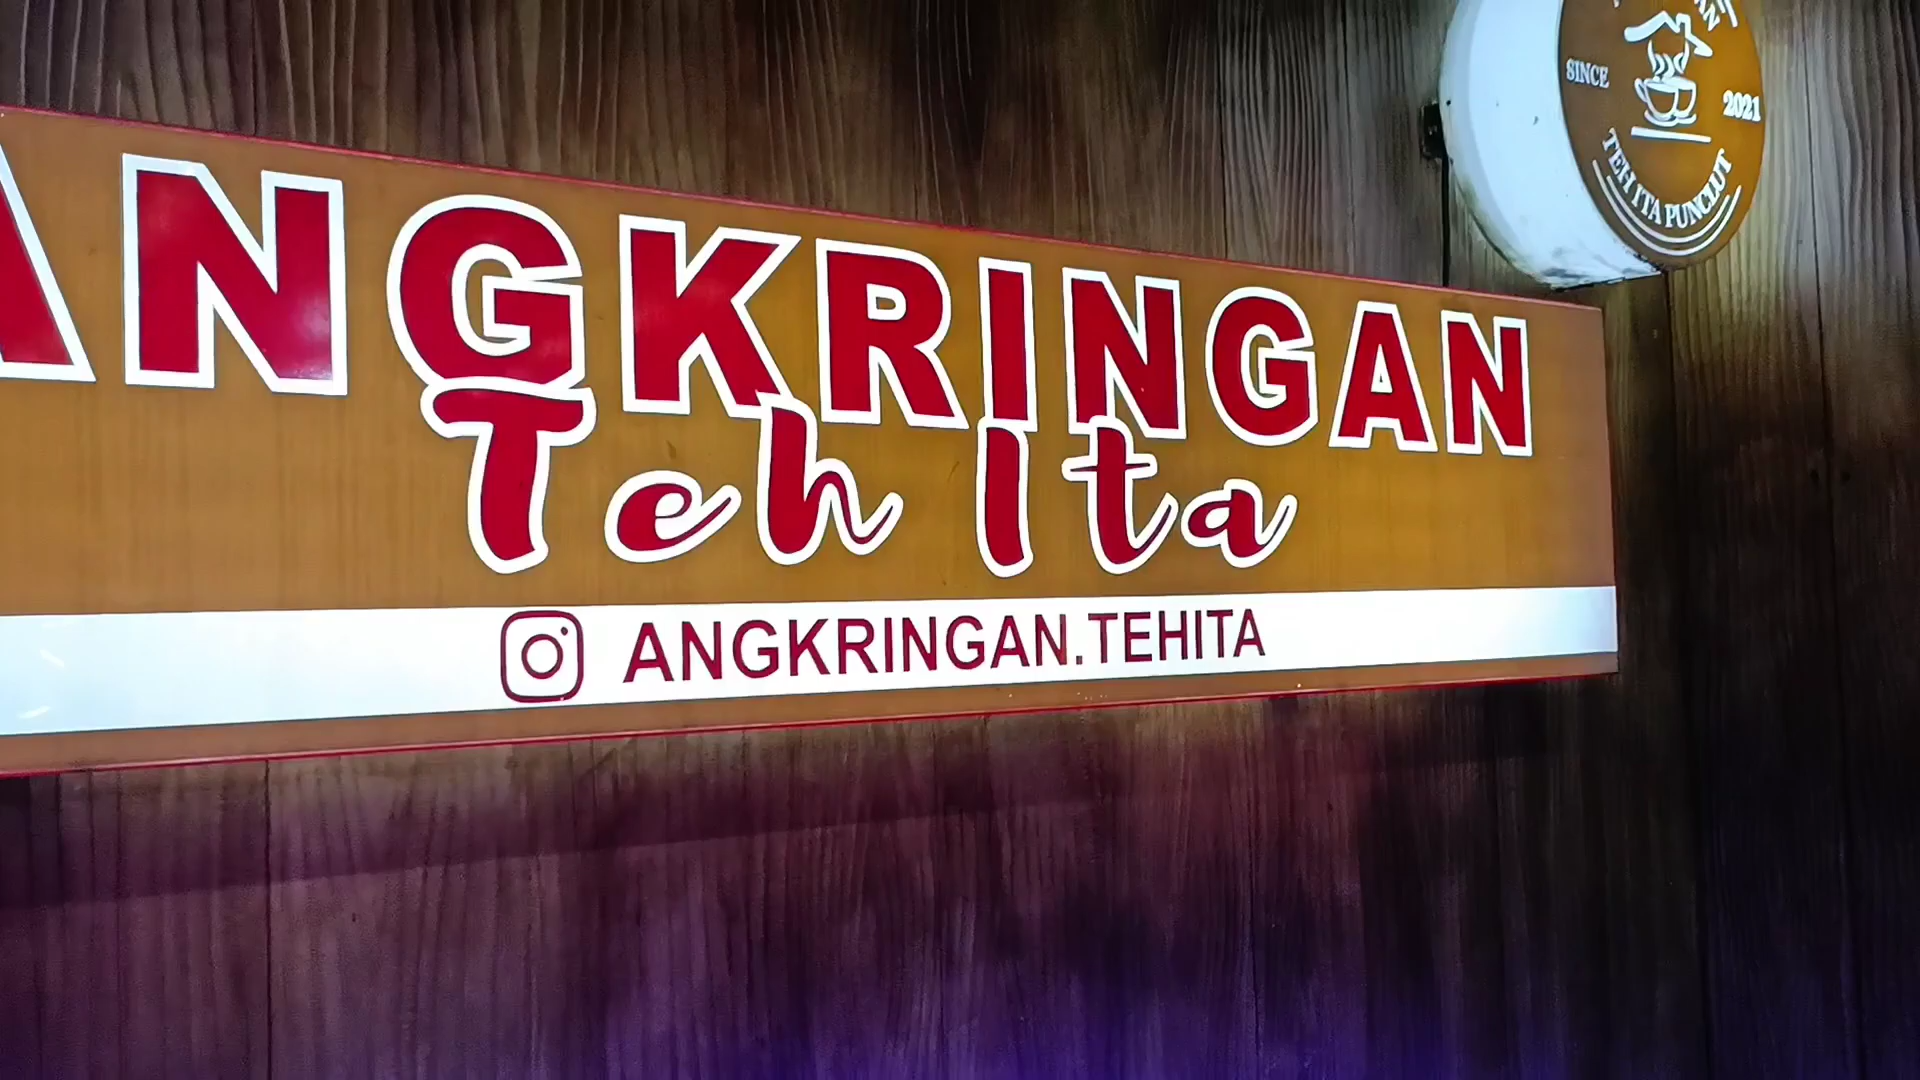 ANGKRINGAN
Teh Ita
ANGKRINGAN.TEHITA
SINCE 2021
TEH ITA PUNCLUT